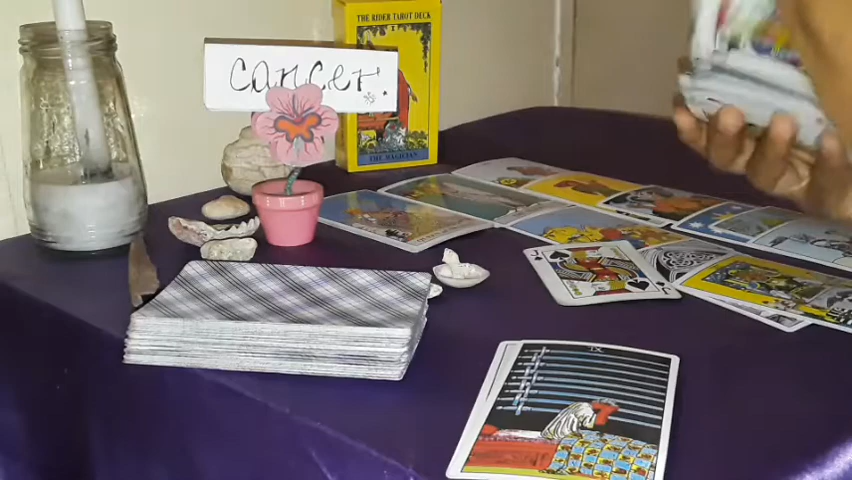 THE RIDER TAROT DECK
cancer.
THE MAGICIAN
IX
J